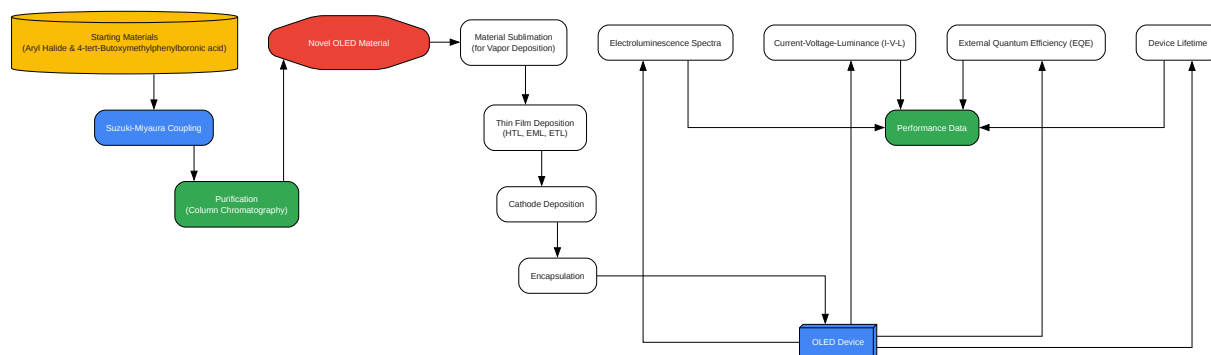 Starting Materials
(Aryl Halide & 4-tert-Butoxymethylphenylboronic acid)
Suzuki-Miyaura Coupling
Purification
(Column Chromatography)
Novel OLED Material
Material Sublimation
(for Vapor Deposition)
Thin Film Deposition
(HTL, EML, ETL)
Cathode Deposition
Encapsulation
OLED Device
Electroluminescence Spectra
Current-Voltage-Luminance (I-V-L)
External Quantum Efficiency (EQE)
Device Lifetime
Performance Data